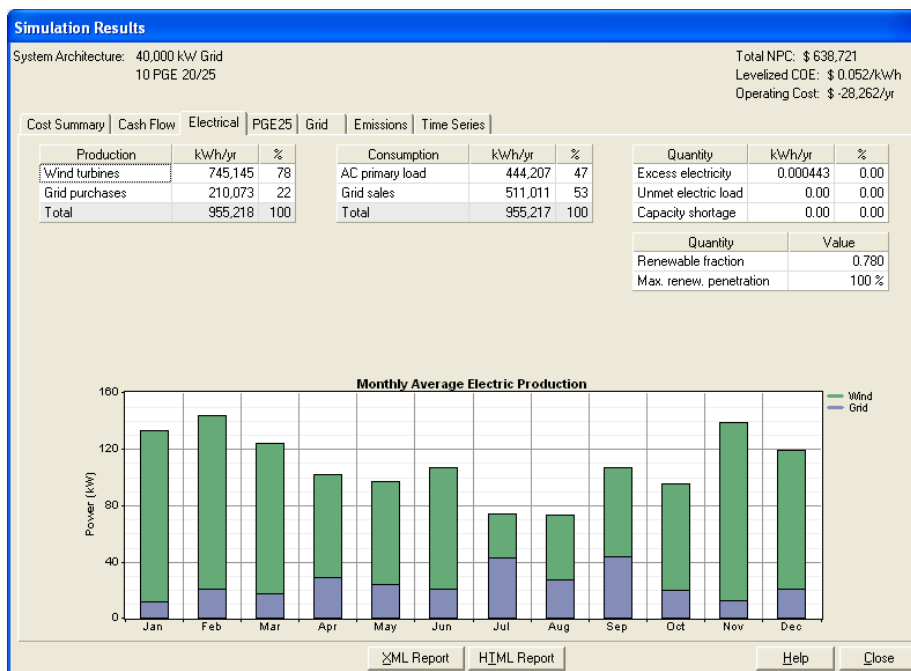 Simulation Results
System Architecture: 40,000 kW Grid
10 PGE 20/25
Total NPC: $ 638,721
Levelized COE: $ 0.052/kWh
Operating Cost: $ -28,262/yr
Cost Summary Cash Flow Electrical PGE25 Grid Emissions Time Series
Production kWh/yr %
Wind turbines 745,145 78
Grid purchases 210,073 22
Total 955,218 100
Consumption kWh/yr %
AC primary load 444,207 47
Grid sales 511,011 53
Total 955,217 100
Quantity kWh/yr %
Excess electricity 0.000443 0.00
Unmet electric load 0.00 0.00
Capacity shortage 0.00 0.00
Quantity Value
Renewable fraction 0.780
Max. renew. penetration 100 %
Monthly Average Electric Production
Wind
Grid
Power (kW)
160
120
80
40
0
Jan Feb Mar Apr May Jun Jul Aug Sep Oct Nov Dec
XML Report HTML Report Help Close